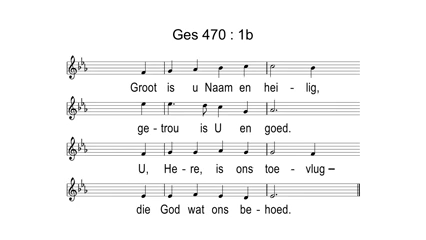 Ges 470 : 1b
Groot is u Naam en hei - lig,
ge - trou is U en goed.
U, He - re, is ons toe - vlug –
die God wat ons be - hoed.